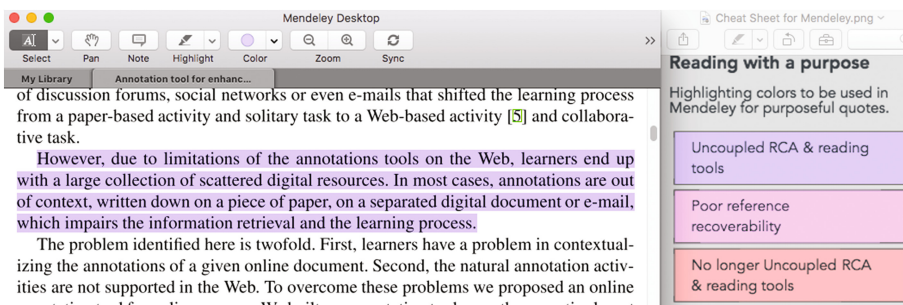 Mendeley Desktop
Select
Pan
Note
Highlight
Color
Zoom
Sync
My Library
Annotation tool for enhanc...
of discussion forums, social networks or even e-mails that shifted the learning process
from a paper-based activity and solitary task to a Web-based activity [5] and collabora-
tive task.
However, due to limitations of the annotations tools on the Web, learners end up
with a large collection of scattered digital resources. In most cases, annotations are out
of context, written down on a piece of paper, on a separated digital document or e-mail,
which impairs the information retrieval and the learning process.
The problem identified here is twofold. First, learners have a problem in contextual-
izing the annotations of a given online document. Second, the natural annotation activ-
ities are not supported in the Web. To overcome these problems we proposed an online
Cheat Sheet for Mendeley.png
Reading with a purpose
Highlighting colors to be used in
Mendeley for purposeful quotes.
Uncoupled RCA & reading
tools
Poor reference
recoverability
No longer Uncoupled RCA
& reading tools